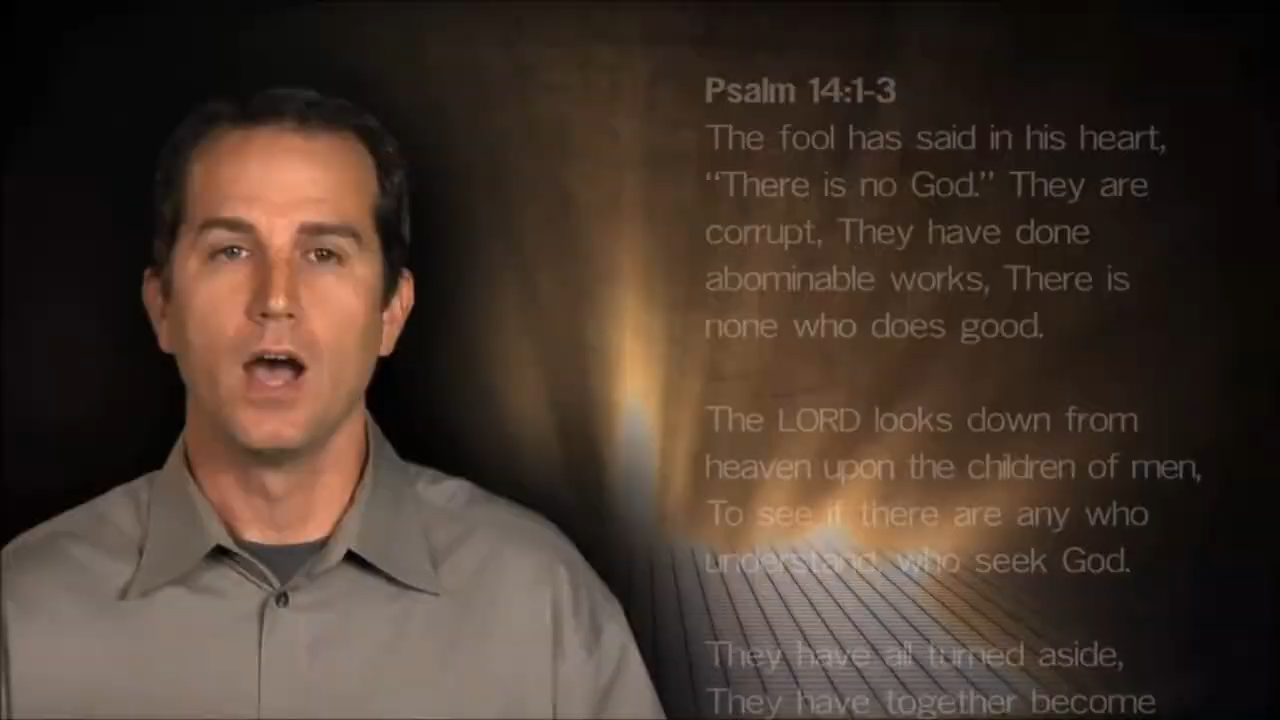 Psalm 14:1-3
The fool has said in his heart,
“There is no God.” They are
corrupt, They have done
abominable works, There is
none who does good.
The LORD looks down from
heaven upon the children of men,
To see if there are any who
understand, who seek God.
They have all turned aside,
They have together become